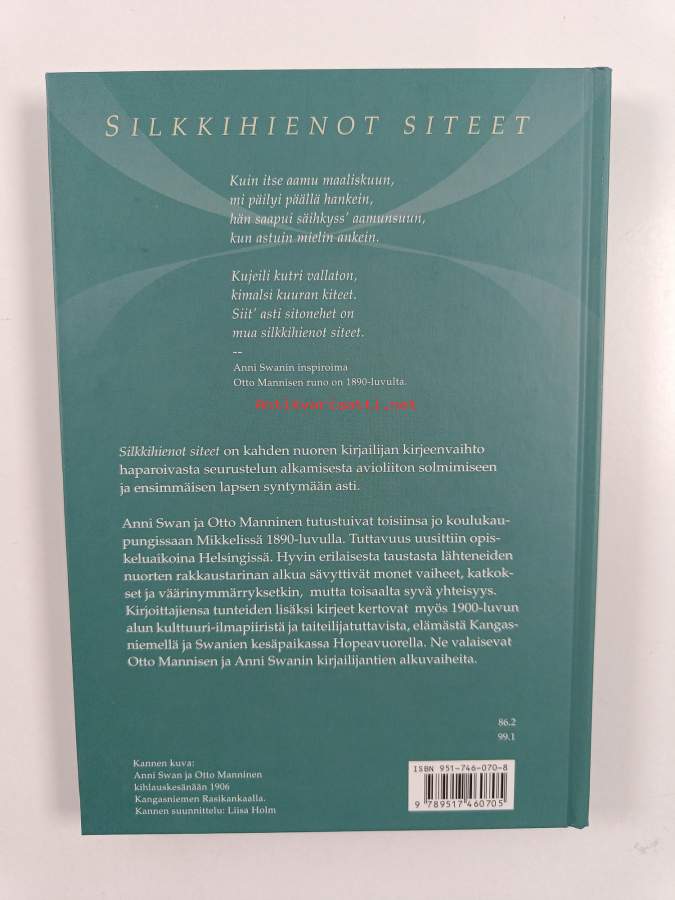 SILKKIHIENOT SITEET
Kuin itse aamu maaliskuun,
mi päilyi päällä hankein,
hän saapui säihkyss' aamunsuun,
kun astuin mielin ankein.
Kujeili kutri vallaton,
kimalsi kuuran kiteet.
Siit' asti sitonehet on
mua silkkihienot siteet.
--
Anni Swanin inspiroima
Otto Mannisen runo on 1890-luvulta.
Antikvariaatti.net
Silkkihienot siteet on kahden nuoren kirjailijan kirjeenvaihto
haparoivasta seurustelun alkamisesta avioliiton solmimiseen
ja ensimmäisen lapsen syntymään asti.
Anni Swan ja Otto Manninen tutustuivat toisiinsa jo koulukau-
pungissaan Mikkelissä 1890-luvulla. Tuttavuus uusittiin opis-
keluaikoina Helsingissä. Hyvin erilaisesta taustasta lähteneiden
nuorten rakkaustarinan alkua sävyttivät monet vaiheet, katkok-
set ja väärinymmärryksetkin, mutta toisaalta syvä yhteisyys.
Kirjoittajiensa tunteiden lisäksi kirjeet kertovat myös 1900-luvun
alun kulttuuri-ilmapiiristä ja taiteilijatuttavista, elämästä Kangas-
niemellä ja Swanien kesäpaikassa Hopeavuorella. Ne valaisevat
Otto Mannisen ja Anni Swanin kirjailijantien alkuvaiheita.
86.2
99.1
Kannen kuva:
Anni Swan ja Otto Manninen
kihlauskesänään 1906
Kangasniemen Rasikankaalla.
Kannen suunnittelu: Liisa Holm
ISBN 951-746-070-8
9 789517 460705